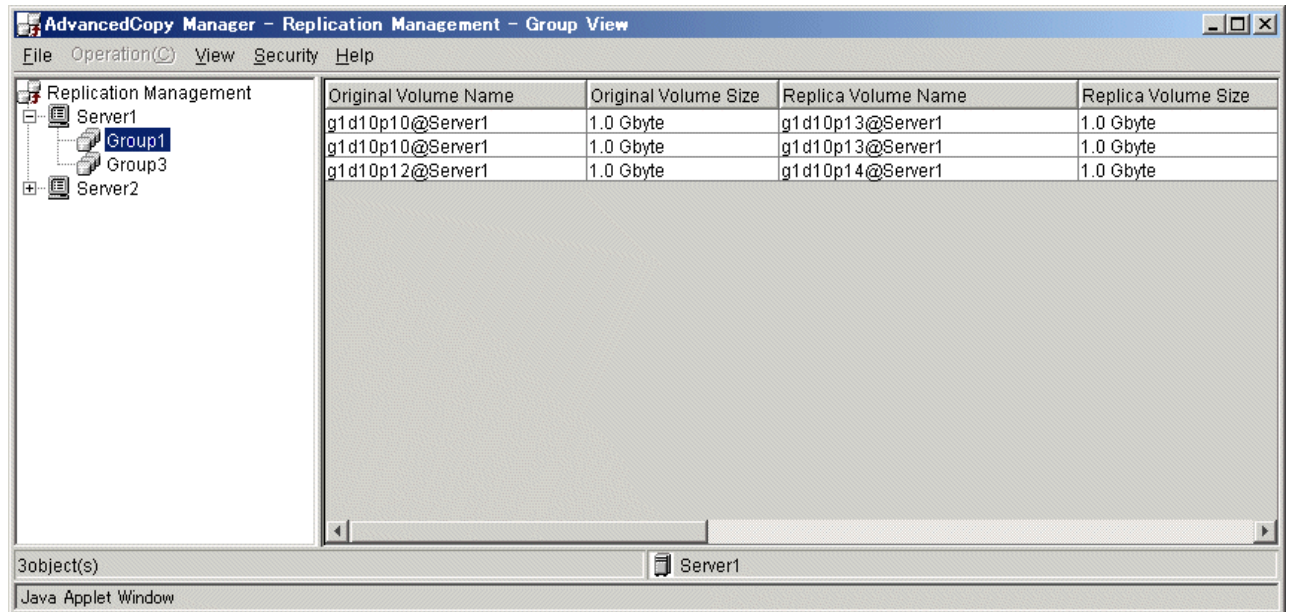 AdvancedCopy Manager - Replication Management - Group View
File Operation(C) View Security Help
Replication Management
Server1
Group1
Group3
Server2
Original Volume Name Original Volume Size Replica Volume Name Replica Volume Size
g1d10p10@Server1 1.0 Gbyte g1d10p13@Server1 1.0 Gbyte
g1d10p10@Server1 1.0 Gbyte g1d10p13@Server1 1.0 Gbyte
g1d10p12@Server1 1.0 Gbyte g1d10p14@Server1 1.0 Gbyte
3object(s) Server1
Java Applet Window